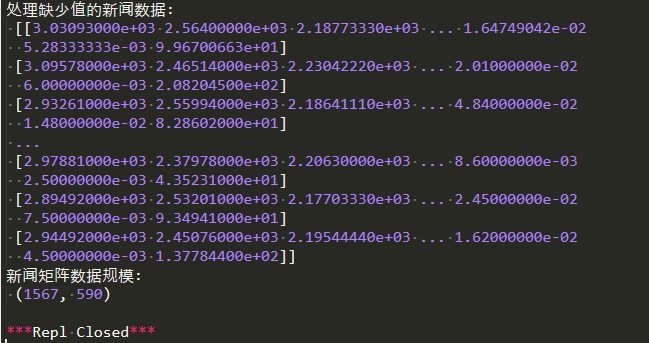 处理缺少值的新闻数据:
[[3.03093000e+03 2.56400000e+03 2.18773330e+03 ... 1.64749042e-02
5.28333333e-03 9.96700663e+01]
[3.09578000e+03 2.46514000e+03 2.23042220e+03 ... 2.01000000e-02
6.00000000e-03 2.08204500e+02]
[2.93261000e+03 2.55994000e+03 2.18641110e+03 ... 4.84000000e-02
1.48000000e-02 8.28602000e+01]
...
[2.97881000e+03 2.37978000e+03 2.20630000e+03 ... 8.60000000e-03
2.50000000e-03 4.35231000e+01]
[2.89492000e+03 2.53201000e+03 2.17703330e+03 ... 2.45000000e-02
7.50000000e-03 9.34941000e+01]
[2.94492000e+03 2.45076000e+03 2.19544440e+03 ... 1.62000000e-02
4.50000000e-03 1.37784400e+02]]
新闻矩阵数据规模:
(1567, 590)
***Repl Closed***